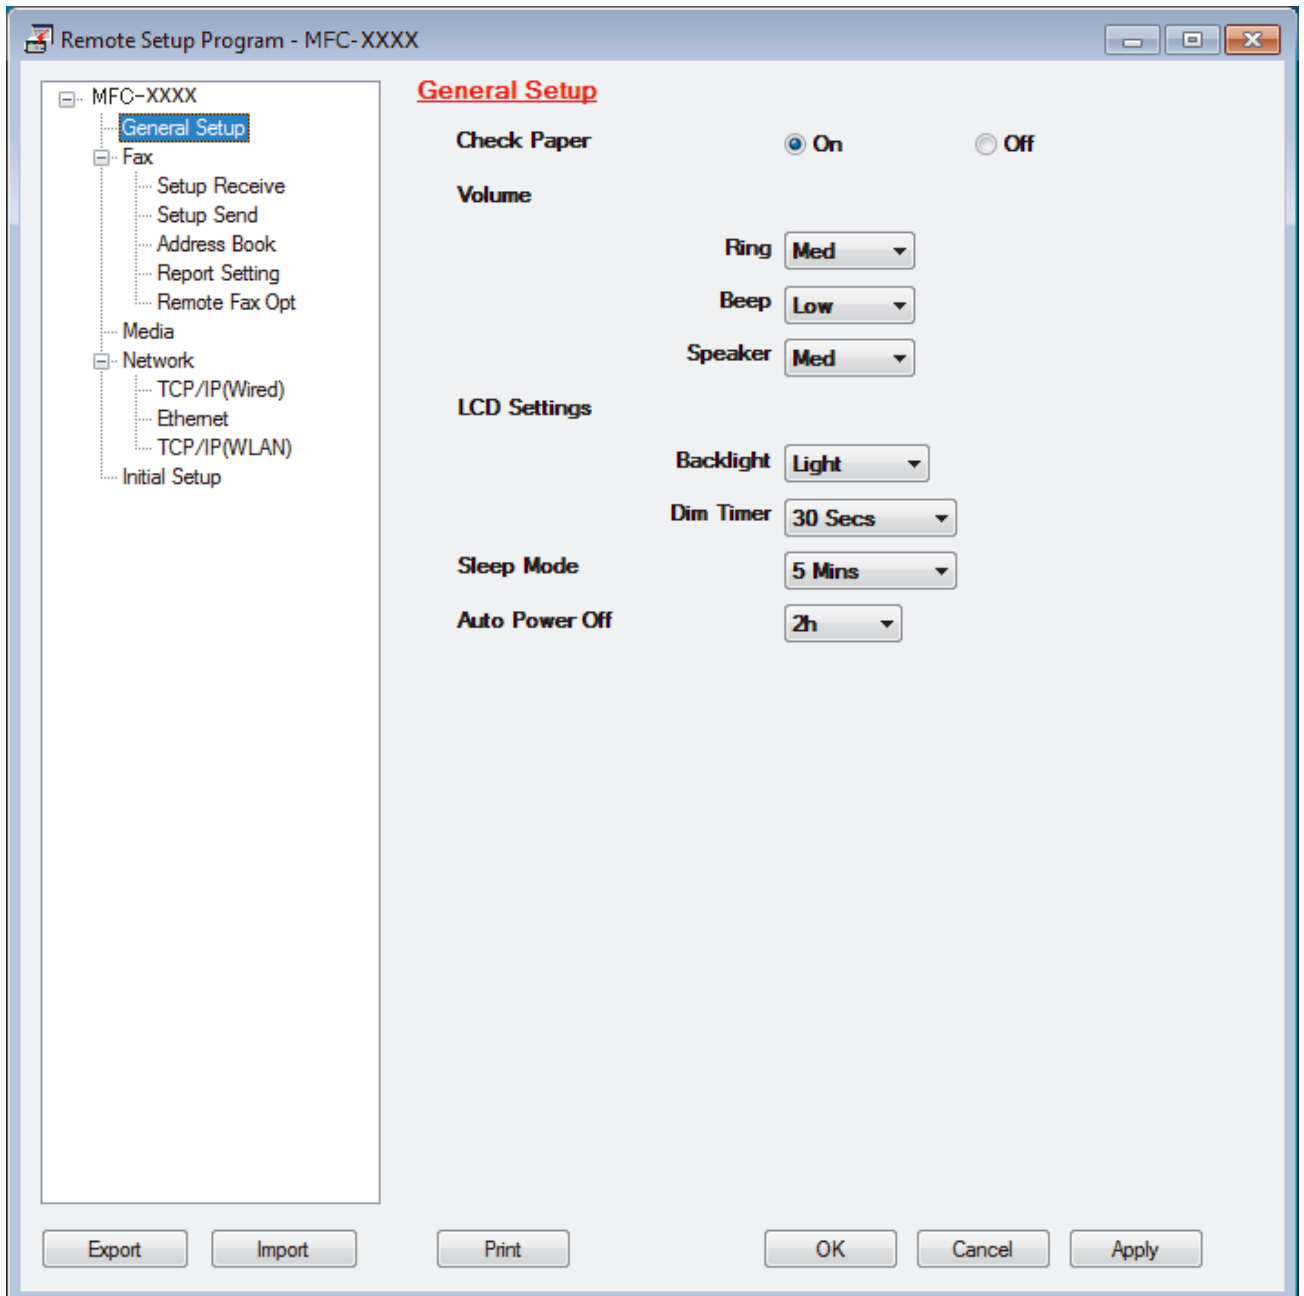 Remote Setup Program - MFC-XXXX
MFC-XXXX
General Setup
Fax
Setup Receive
Setup Send
Address Book
Report Setting
Remote Fax Opt
Media
Network
TCP/IP(Wired)
Ethernet
TCP/IP(WLAN)
Initial Setup
General Setup
Check Paper On Off
Volume
Ring Med
Beep Low
Speaker Med
LCD Settings
Backlight Light
Dim Timer 30 Secs
Sleep Mode 5 Mins
Auto Power Off 2h
Export Import Print OK Cancel Apply